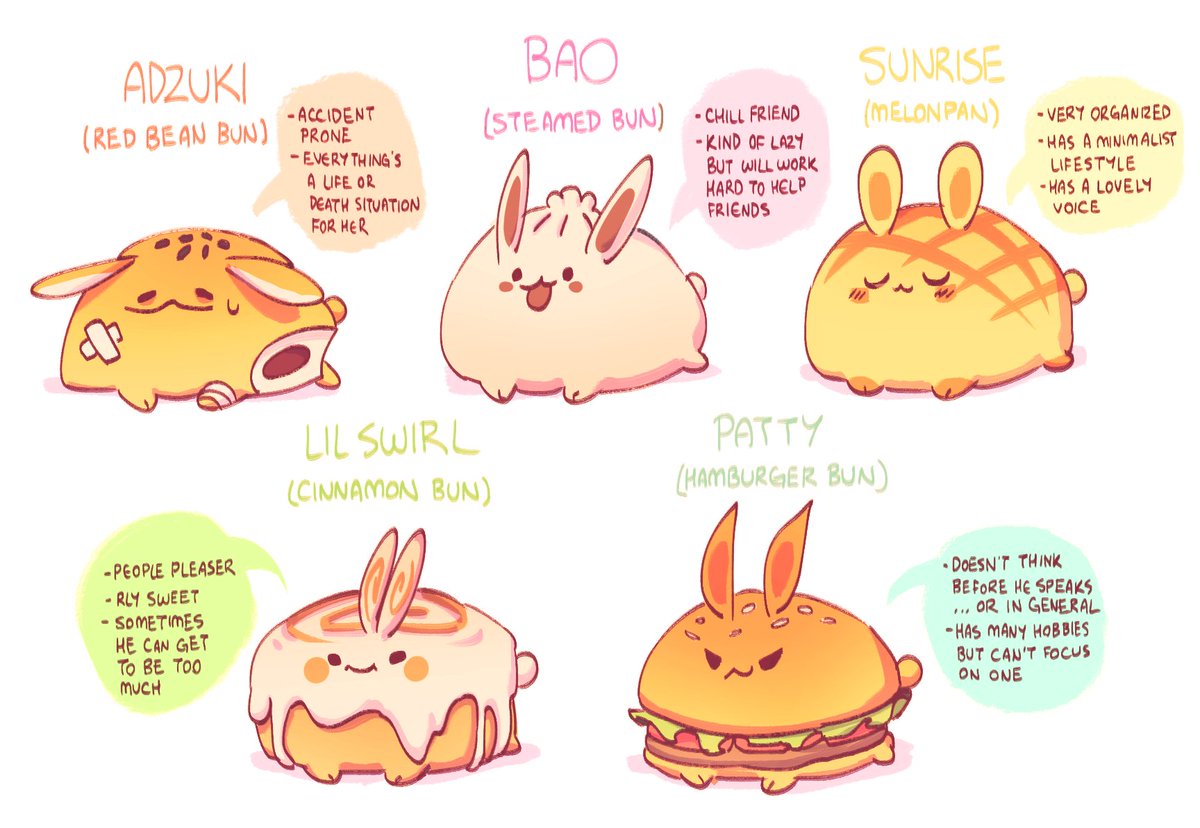 ADZUKI
(RED BEAN BUN)
- ACCIDENT
PRONE
- EVERYTHING'S
A LIFE OR
DEATH SITUATION
FOR HER
BAO
(STEAMED BUN)
- CHILL FRIEND
- KIND OF LAZY
BUT WILL WORK
HARD TO HELP
FRIENDS
SUNRISE
(MELONPAN)
- VERY ORGANIZED
- HAS A MINIMALIST
LIFESTYLE
- HAS A LOVELY
VOICE
LIL SWIRL
(CINNAMON BUN)
- PEOPLE PLEASER
- RLY SWEET
- SOMETIMES
HE CAN GET
TO BE TOO
MUCH
PATTY
(HAMBURGER BUN)
- DOESN'T THINK
BEFORE HE SPEAKS
... OR IN GENERAL
- HAS MANY HOBBIES
BUT CAN'T FOCUS
ON ONE